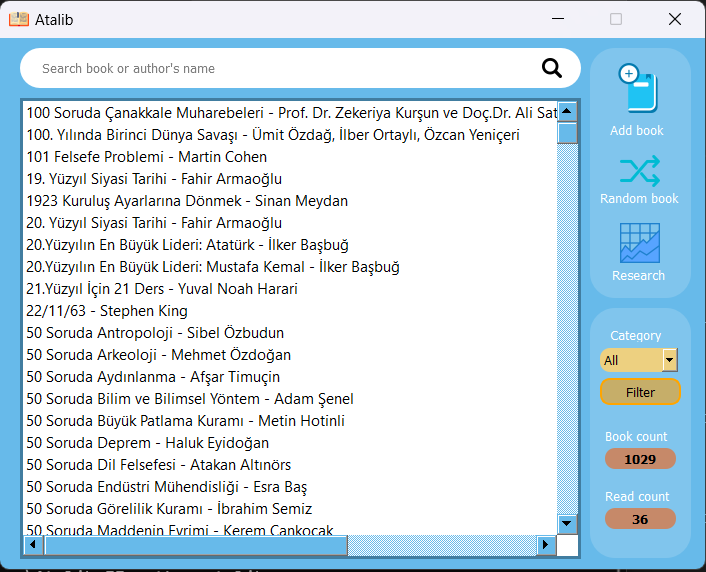 Atalib
Search book or author's name
100 Soruda Çanakkale Muharebeleri - Prof. Dr. Zekeriya Kurşun ve Doç.Dr. Ali Sat
100. Yılında Birinci Dünya Savaşı - Ümit Özdağ, İlber Ortaylı, Özcan Yeniçeri
101 Felsefe Problemi - Martin Cohen
19. Yüzyıl Siyasi Tarihi - Fahir Armaoğlu
1923 Kuruluş Ayarlarına Dönmek - Sinan Meydan
20. Yüzyıl Siyasi Tarihi - Fahir Armaoğlu
20.Yüzyılın En Büyük Lideri: Atatürk - İlker Başbuğ
20.Yüzyılın En Büyük Lideri: Mustafa Kemal - İlker Başbuğ
21.Yüzyıl İçin 21 Ders - Yuval Noah Harari
22/11/63 - Stephen King
50 Soruda Antropoloji - Sibel Özbudun
50 Soruda Arkeoloji - Mehmet Özdoğan
50 Soruda Aydınlanma - Afşar Timuçin
50 Soruda Bilim ve Bilimsel Yöntem - Adam Şenel
50 Soruda Büyük Patlama Kuramı - Metin Hotinli
50 Soruda Deprem - Haluk Eyidoğan
50 Soruda Dil Felsefesi - Atakan Altınörs
50 Soruda Endüstri Mühendisliği - Esra Baş
50 Soruda Görelilik Kuramı - İbrahim Semiz
50 Soruda Maddenin Evrimi - Kerem Cankoçak
Add book
Random book
Research
Category
All
Filter
Book count
1029
Read count
36